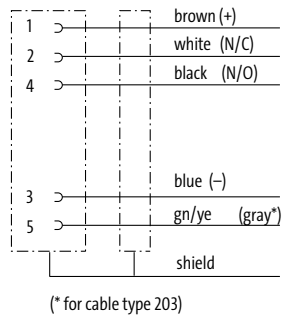 1 brown (+)
2 white (N/C)
4 black (N/O)
3 blue (–)
5 gn/ye (gray*)
shield
(* for cable type 203)